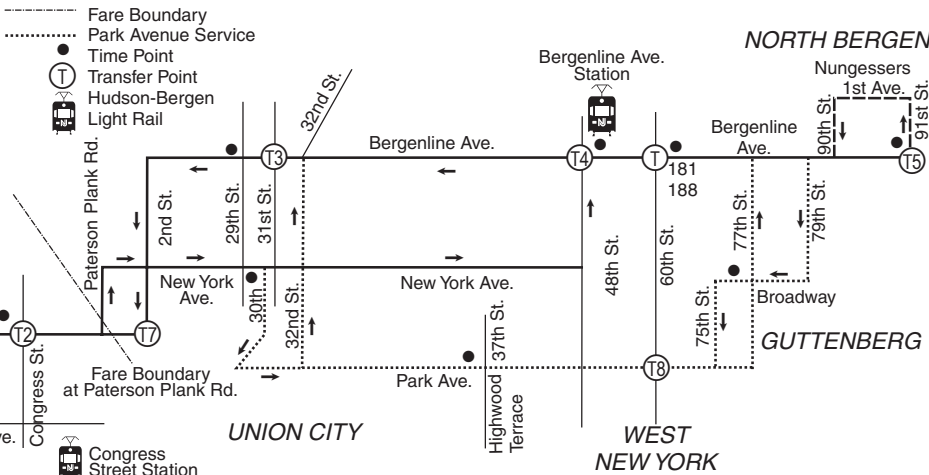 Fare Boundary
Park Avenue Service
Time Point
T
Transfer Point
Hudson-Bergen
Light Rail
NORTH BERGEN
Nungessers
1st Ave.
90th St.
91st St.
Bergenline Ave.
Station
Bergenline
Ave.
32nd St.
Bergenline Ave.
T3
T4
T
T5
181
188
Paterson Plank Rd.
2nd St.
29th St.
31st St.
48th St.
60th St.
77th St.
79th St.
New York
Ave.
New York Ave.
30th
32nd St.
37th St.
75th St.
Broadway
GUTTENBERG
T2
T7
T8
Congress St.
Fare Boundary
at Paterson Plank Rd.
Park Ave.
Highwood
Terrace
UNION CITY
WEST
NEW YORK
ve.
Congress
Street Station